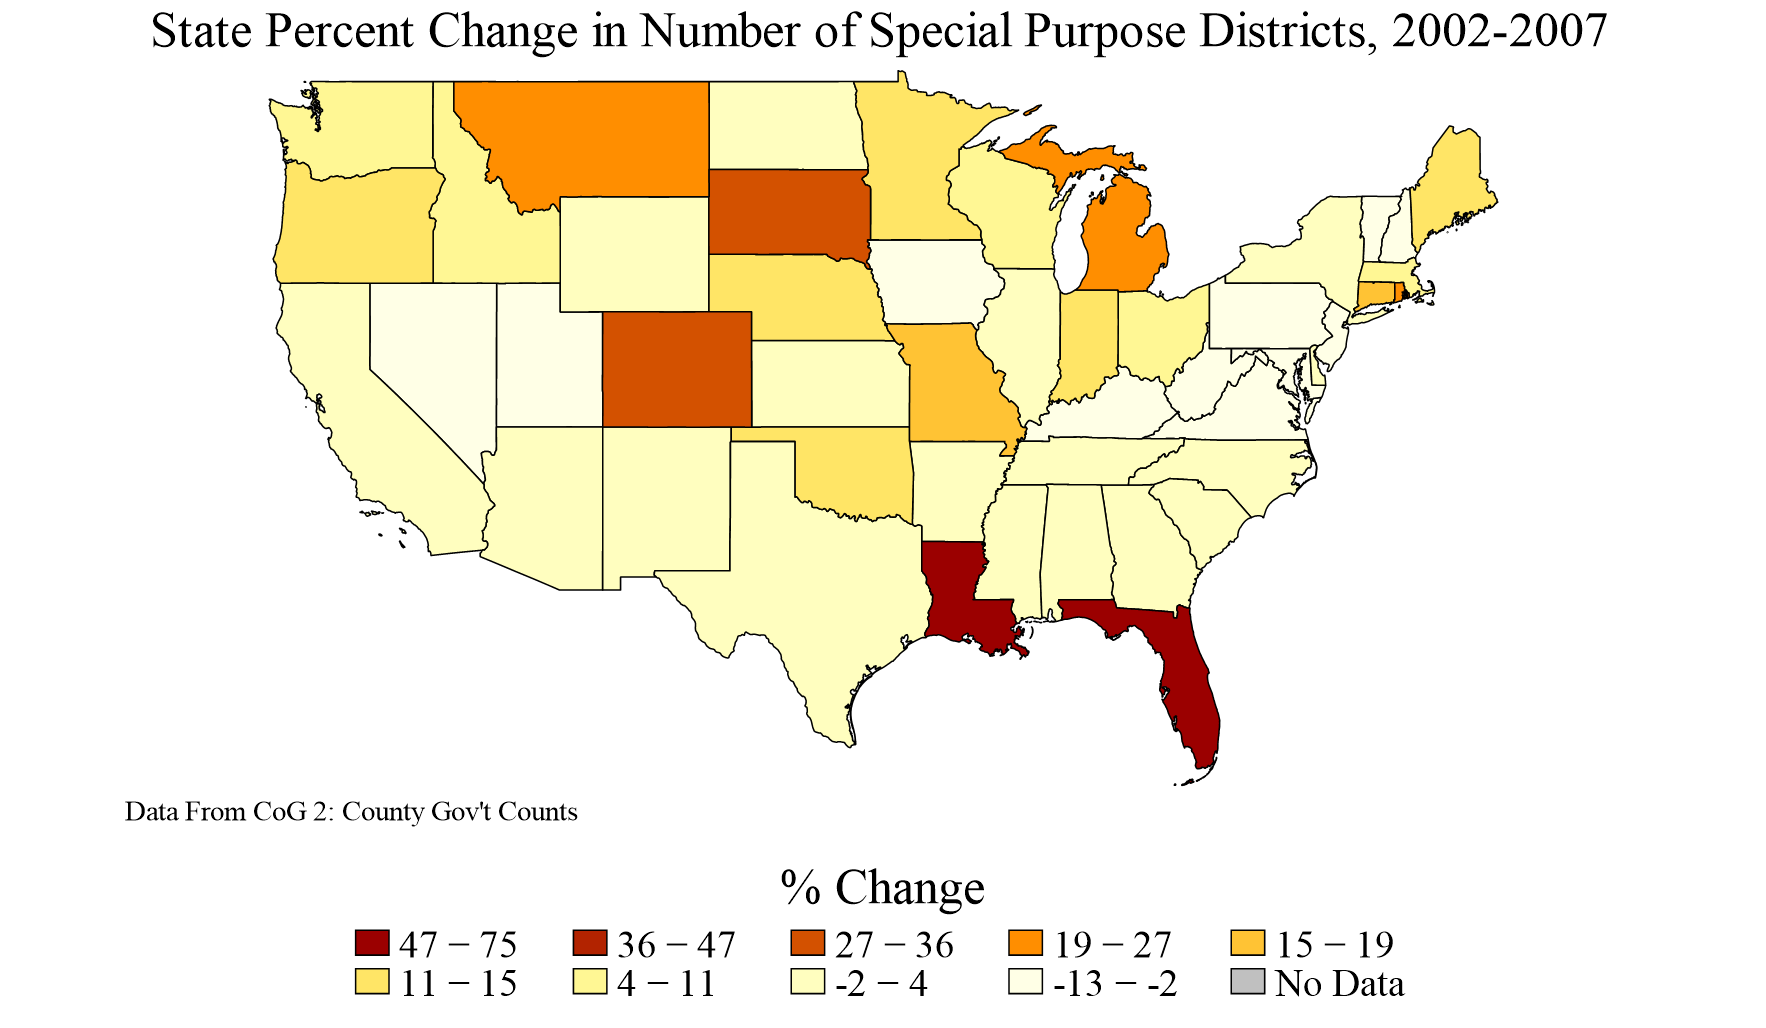 State Percent Change in Number of Special Purpose Districts, 2002-2007
Data From CoG 2: County Gov't Counts
% Change
47 – 75 36 – 47 27 – 36 19 – 27 15 – 19
11 – 15 4 – 11 -2 – 4 -13 – -2 No Data